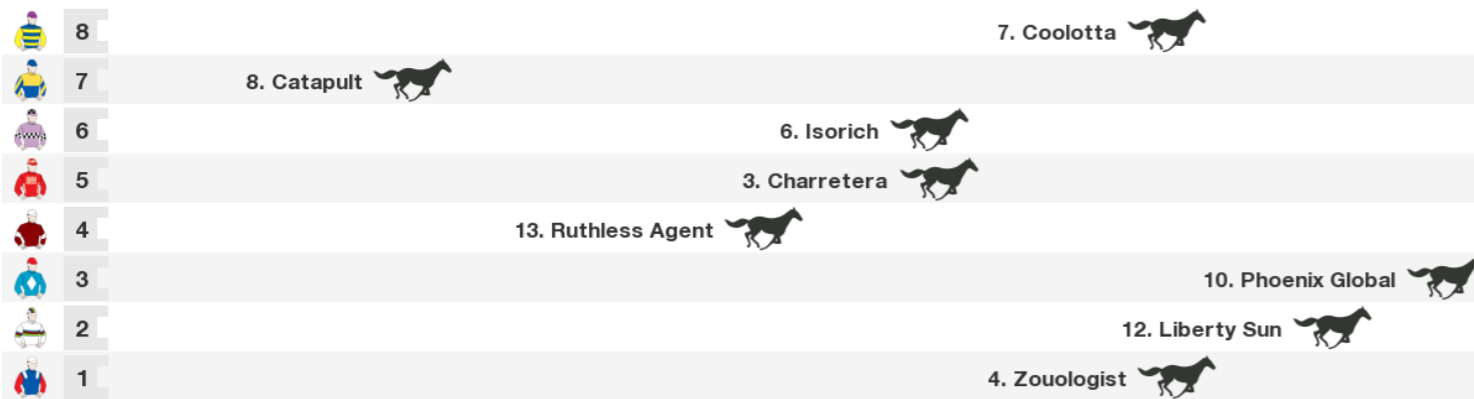 8 7. Coolotta
7 8. Catapult
6 6. Isorich
5 3. Charretera
4 13. Ruthless Agent
3 10. Phoenix Global
2 12. Liberty Sun
1 4. Zouologist